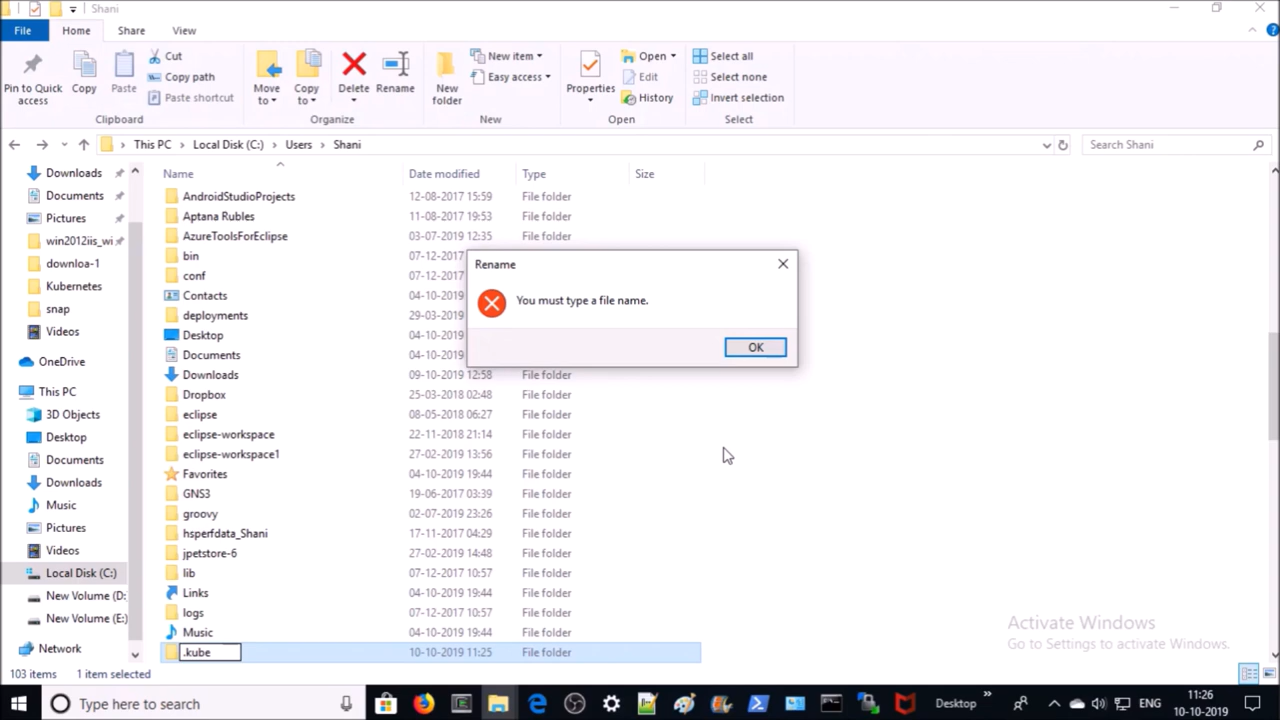 Shani
File
Home
Share
View
Pin to Quick access
Copy
Paste
Cut
Copy path
Paste shortcut
Clipboard
Move to
Copy to
Delete
Rename
Organize
New folder
New item
Easy access
New
Properties
Open
Edit
History
Open
Select all
Select none
Invert selection
Select
This PC > Local Disk (C:) > Users > Shani
Search Shani
Name Date modified Type Size
Downloads
Documents
Pictures
win2012iis_wi
downloa-1
Kubernetes
snap
Videos
OneDrive
This PC
3D Objects
Desktop
Documents
Downloads
Music
Pictures
Videos
Local Disk (C:)
New Volume (D:
New Volume (E:)
Network
AndroidStudioProjects 12-08-2017 15:59 File folder
Aptana Rubles 11-08-2017 19:53 File folder
AzureToolsForEclipse 03-07-2019 12:35 File folder
bin 07-12-
conf 07-12-
Contacts 04-10-
deployments 29-03-
Desktop 04-10-
Documents 04-10-
Downloads 09-10-2019 12:58 File folder
Dropbox 25-03-2018 02:48 File folder
eclipse 08-05-2018 06:27 File folder
eclipse-workspace 22-11-2018 21:14 File folder
eclipse-workspace1 27-02-2019 13:56 File folder
Favorites 04-10-2019 19:44 File folder
GNS3 19-06-2017 03:39 File folder
groovy 02-07-2019 23:26 File folder
hsperfdata_Shani 17-11-2017 04:29 File folder
jpetstore-6 27-02-2019 14:48 File folder
lib 07-12-2017 10:57 File folder
Links 04-10-2019 19:44 File folder
logs 07-12-2017 10:57 File folder
Music 04-10-2019 19:44 File folder
.kube 10-10-2019 11:25 File folder
Rename
You must type a file name.
OK
Activate Windows
Go to Settings to activate Windows.
103 items 1 item selected
Type here to search
Desktop
ENG
11:26
10-10-2019